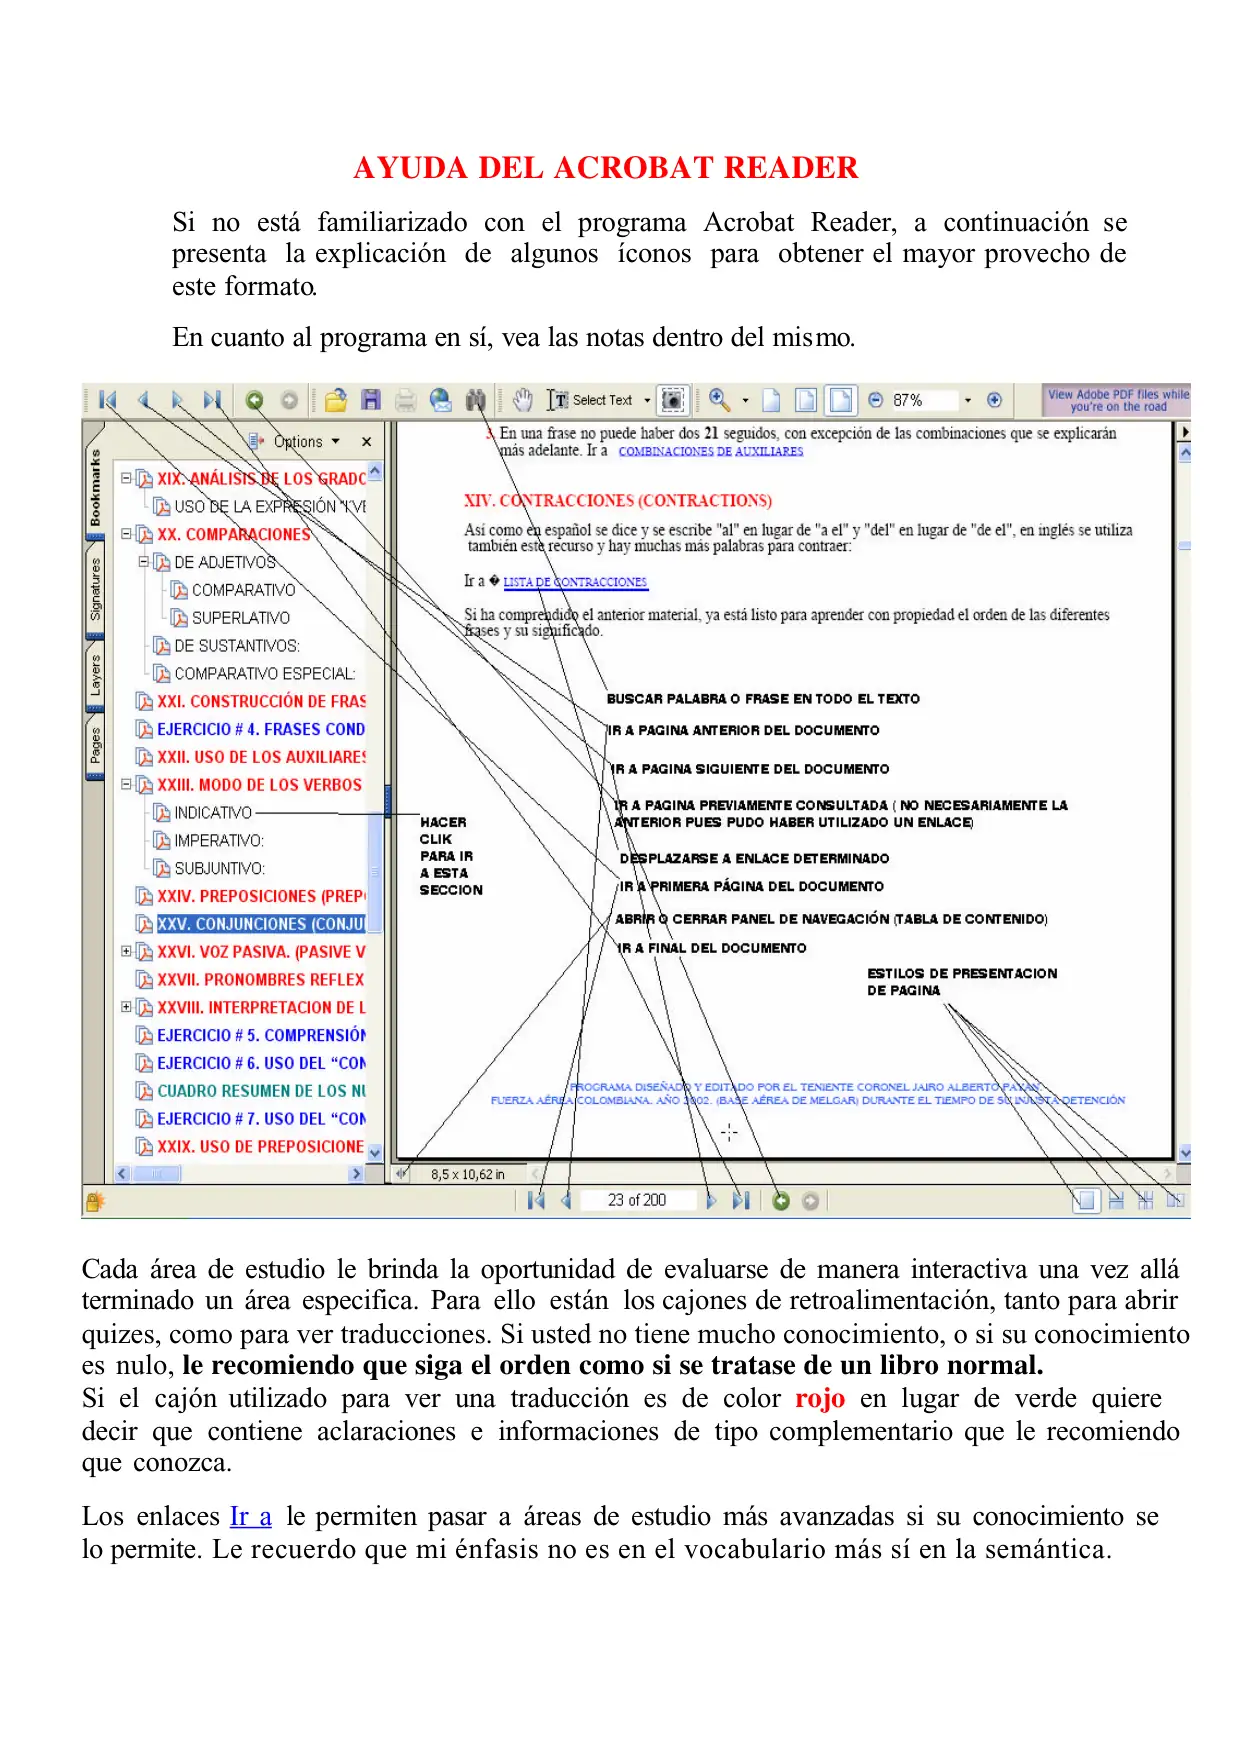 AYUDA DEL ACROBAT READER
Si no está familiarizado con el programa Acrobat Reader, a continuación se
presenta la explicación de algunos íconos para obtener el mayor provecho de
este formato.
En cuanto al programa en sí, vea las notas dentro del mismo.
Select Text
87%
View Adobe PDF files while
you're on the road
Options
Bookmarks
Signatures
Layers
Pages
XIX. ANÁLISIS DE LOS GRADO
USO DE LA EXPRESIÓN "I'VE
XX. COMPARACIONES
DE ADJETIVOS
COMPARATIVO
SUPERLATIVO
DE SUSTANTIVOS:
COMPARATIVO ESPECIAL:
XXI. CONSTRUCCIÓN DE FRAS
EJERCICIO # 4. FRASES COND
XXII. USO DE LOS AUXILIARES
XXIII. MODO DE LOS VERBOS
INDICATIVO
IMPERATIVO:
SUBJUNTIVO:
XXIV. PREPOSICIONES (PREP
XXV. CONJUNCIONES (CONJU
XXVI. VOZ PASIVA. (PASIVE V
XXVII. PRONOMBRES REFLEX
XXVIII. INTERPRETACION DE L
EJERCICIO # 5. COMPRENSIÓN
EJERCICIO # 6. USO DEL “CON
CUADRO RESUMEN DE LOS NU
EJERCICIO # 7. USO DEL “CON
XXIX. USO DE PREPOSICIONE
3. En una frase no puede haber dos 21 seguidos, con excepción de las combinaciones que se explicarán
más adelante. Ir a COMBINACIONES DE AUXILIARES
XIV. CONTRACCIONES (CONTRACTIONS)
Así como en español se dice y se escribe "al" en lugar de "a el" y "del" en lugar de "de el", en inglés se utiliza
también este recurso y hay muchas más palabras para contraer:
Ir a � LISTA DE CONTRACCIONES
Si ha comprendido el anterior material, ya está listo para aprender con propiedad el orden de las diferentes
frases y su significado.
BUSCAR PALABRA O FRASE EN TODO EL TEXTO
IR A PAGINA ANTERIOR DEL DOCUMENTO
IR A PAGINA SIGUIENTE DEL DOCUMENTO
IR A PAGINA PREVIAMENTE CONSULTADA ( NO NECESARIAMENTE LA
ANTERIOR PUES PUDO HABER UTILIZADO UN ENLACE)
HACER
CLIK
PARA IR
A ESTA
SECCION
DESPLAZARSE A ENLACE DETERMINADO
IR A PRIMERA PÁGINA DEL DOCUMENTO
ABRIR O CERRAR PANEL DE NAVEGACIÓN (TABLA DE CONTENIDO)
IR A FINAL DEL DOCUMENTO
ESTILOS DE PRESENTACION
DE PAGINA
PROGRAMA DISEÑADO Y EDITADO POR EL TENIENTE CORONEL JAIRO ALBERTO PAYAN.
FUERZA AÉREA COLOMBIANA. AÑO 2002. (BASE AÉREA DE MELGAR) DURANTE EL TIEMPO DE SU INJUSTA DETENCIÓN
8,5 x 10,62 in
23 of 200
Cada área de estudio le brinda la oportunidad de evaluarse de manera interactiva una vez allá
terminado un área especifica. Para ello están los cajones de retroalimentación, tanto para abrir
quizes, como para ver traducciones. Si usted no tiene mucho conocimiento, o si su conocimiento
es nulo, le recomiendo que siga el orden como si se tratase de un libro normal.
Si el cajón utilizado para ver una traducción es de color rojo en lugar de verde quiere
decir que contiene aclaraciones e informaciones de tipo complementario que le recomiendo
que conozca.
Los enlaces Ir a le permiten pasar a áreas de estudio más avanzadas si su conocimiento se
lo permite. Le recuerdo que mi énfasis no es en el vocabulario más sí en la semántica.